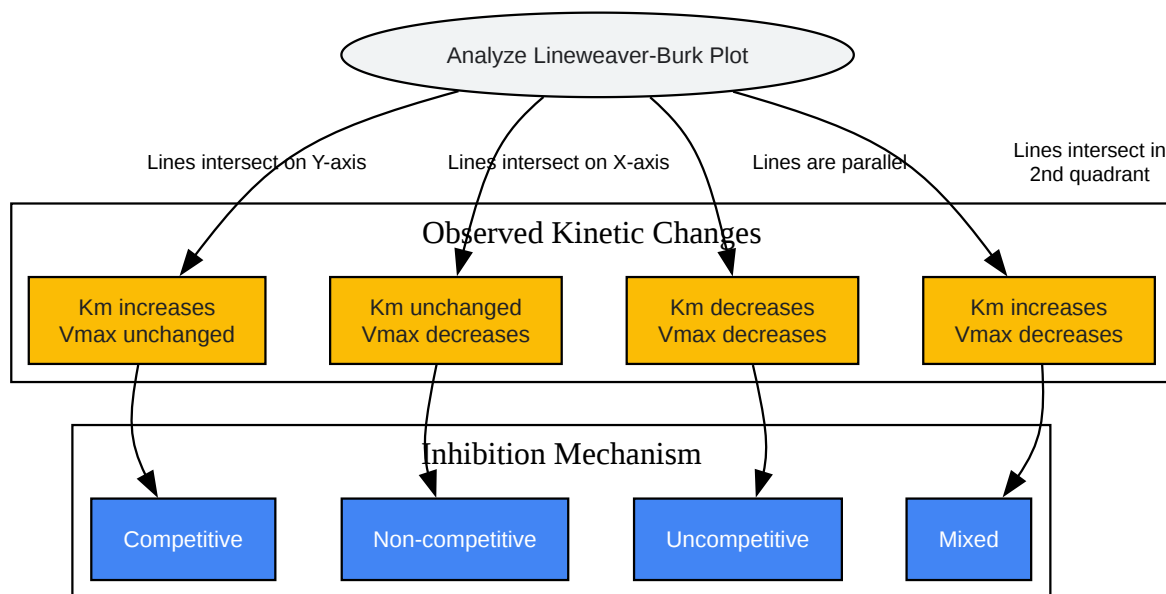 Analyze Lineweaver-Burk Plot
Lines intersect on Y-axis
Lines intersect on X-axis
Lines are parallel
Lines intersect in
2nd quadrant
Observed Kinetic Changes
Km increases
Vmax unchanged
Km unchanged
Vmax decreases
Km decreases
Vmax decreases
Km increases
Vmax decreases
Inhibition Mechanism
Competitive
Non-competitive
Uncompetitive
Mixed